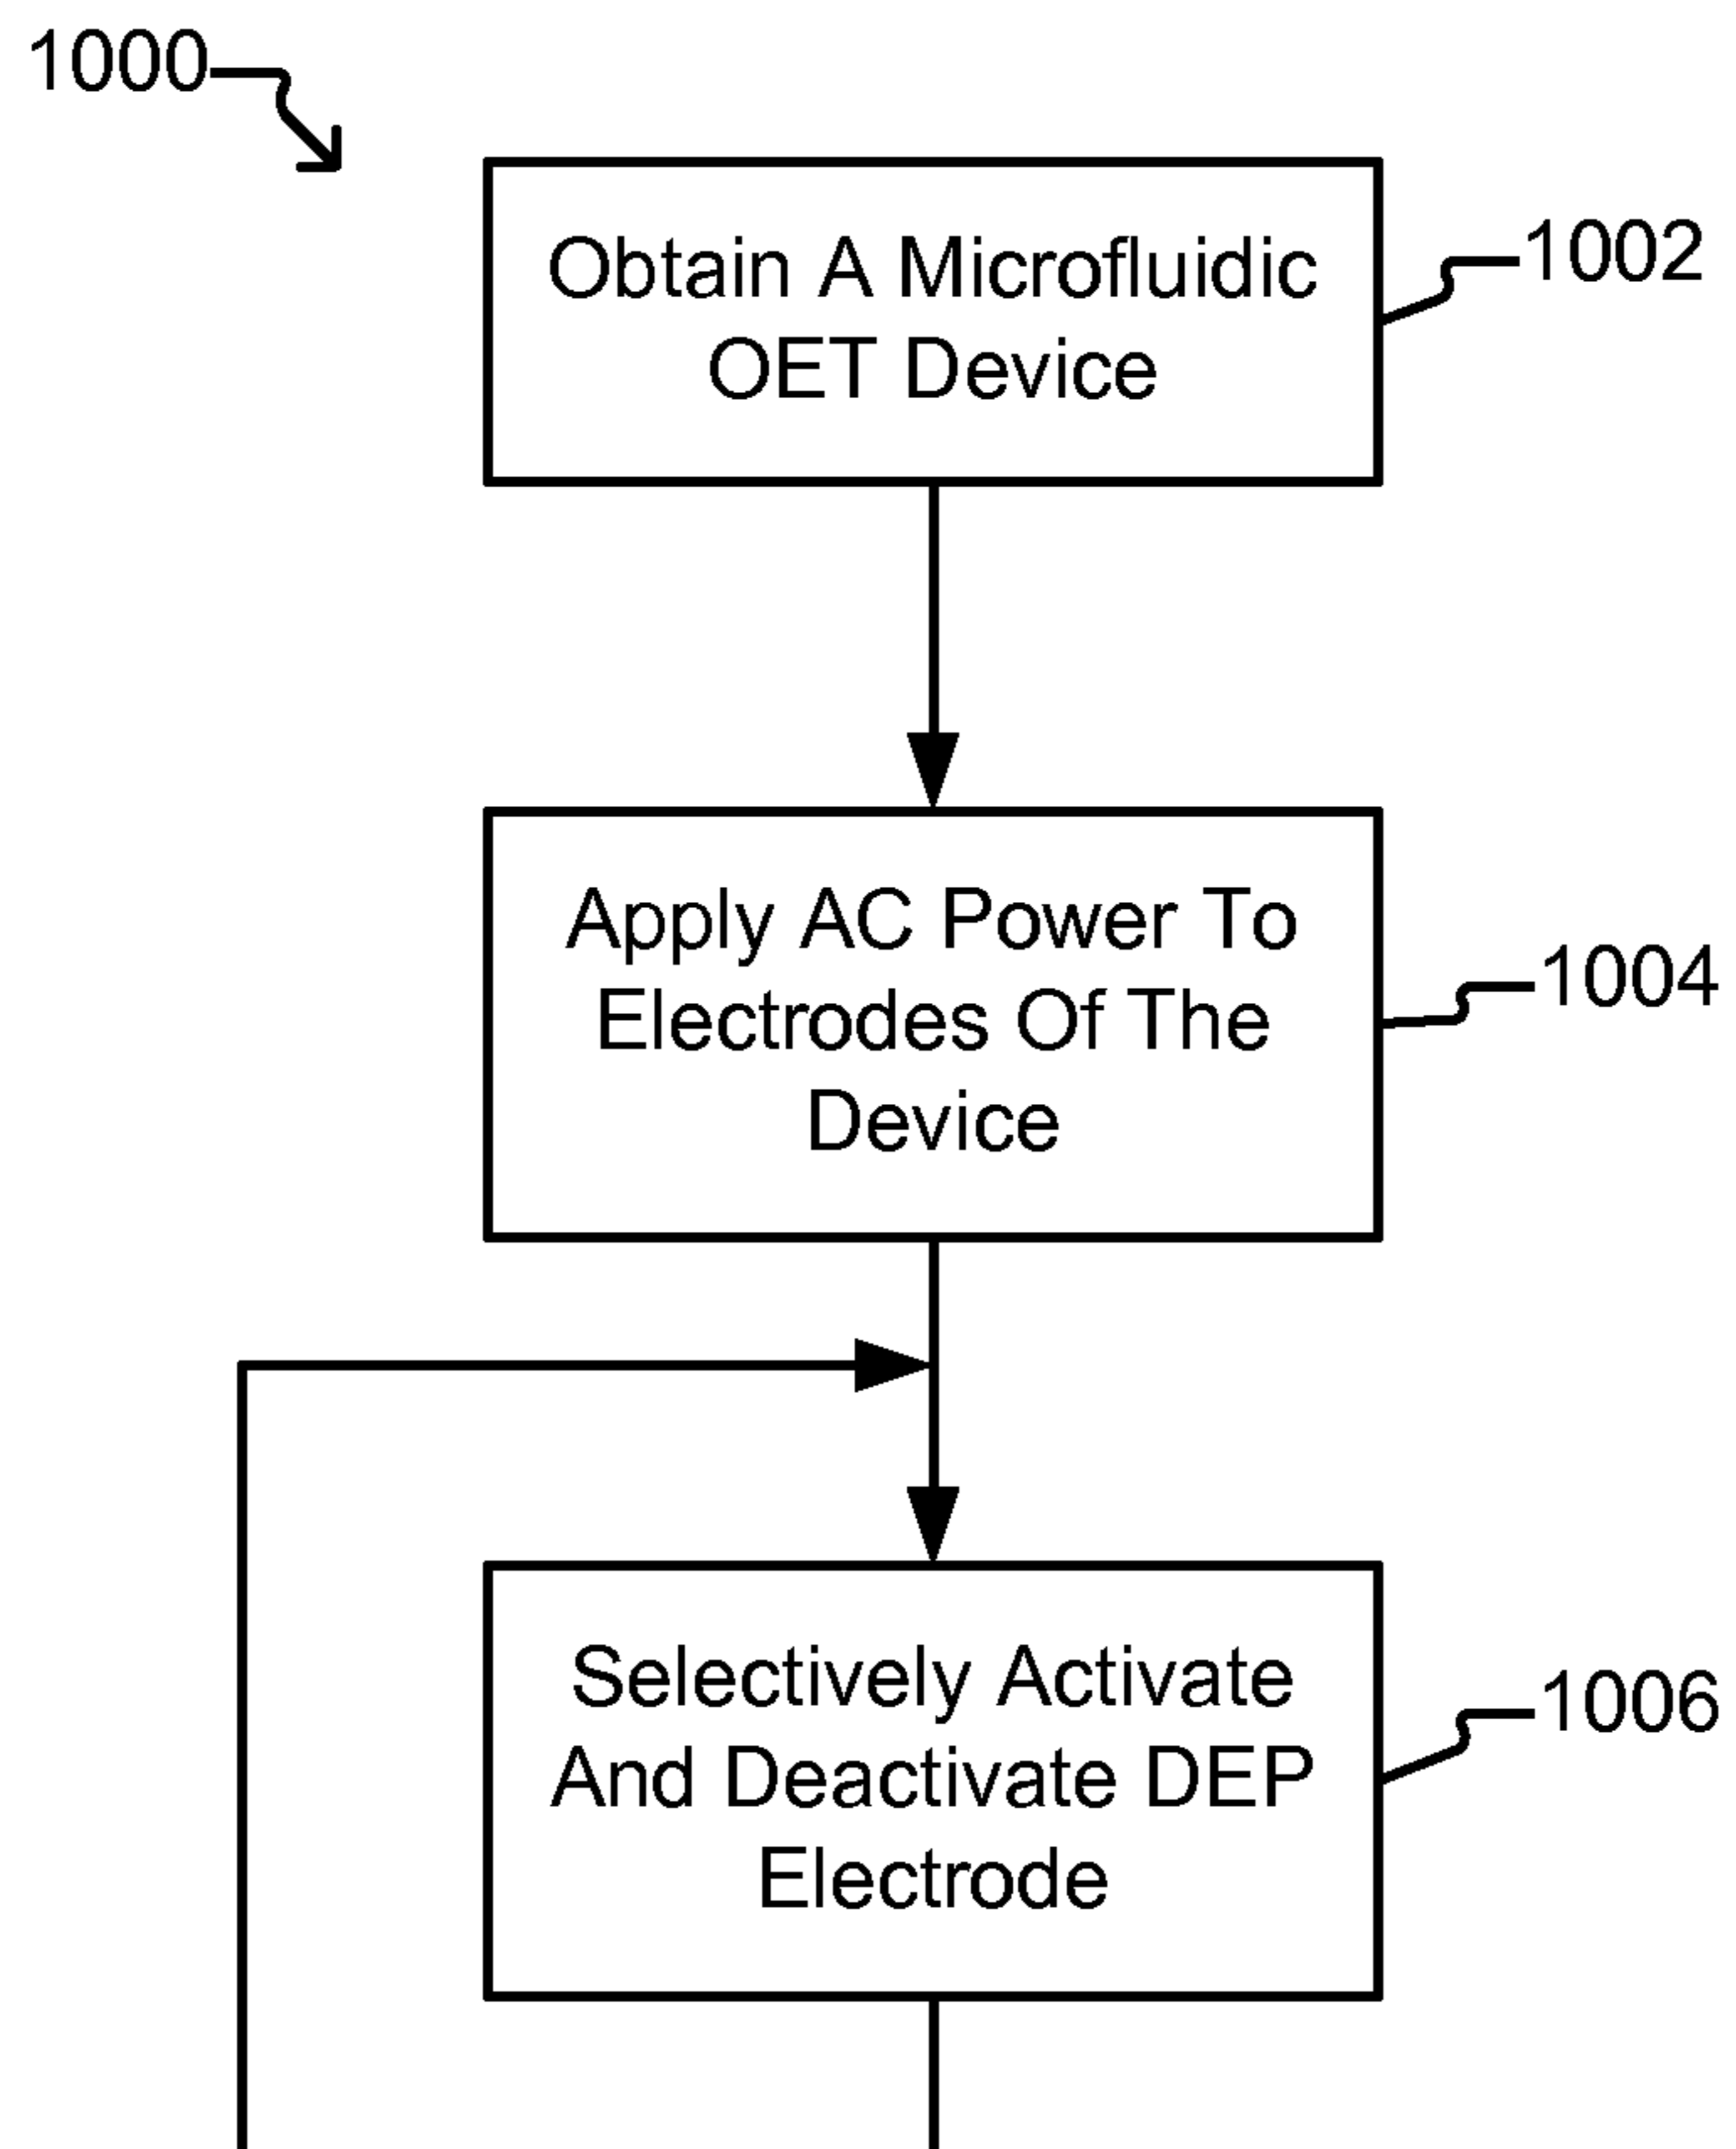 1000
Obtain A Microfluidic
OET Device
1002
Apply AC Power To
Electrodes Of The
Device
1004
Selectively Activate
And Deactivate DEP
Electrode
1006